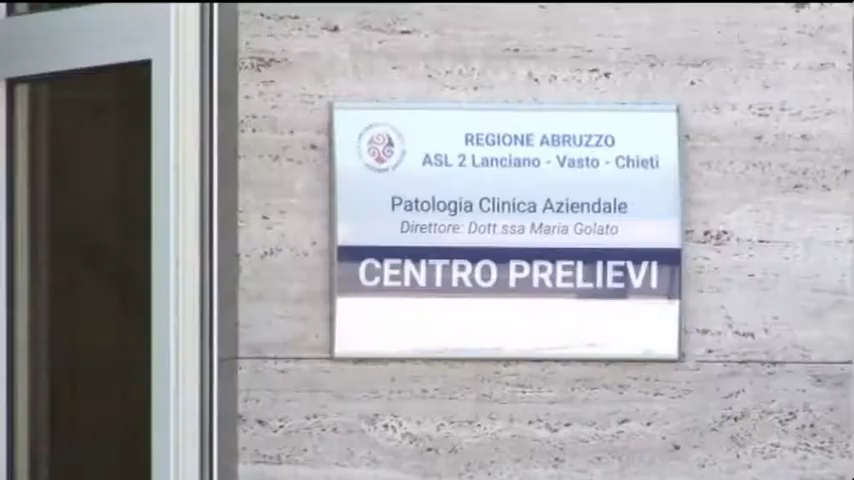 REGIONE ABRUZZO
ASL 2 Lanciano - Vasto - Chieti
Patologia Clinica Aziendale
Direttore: Dott.ssa Maria Golato
CENTRO PRELIEVI